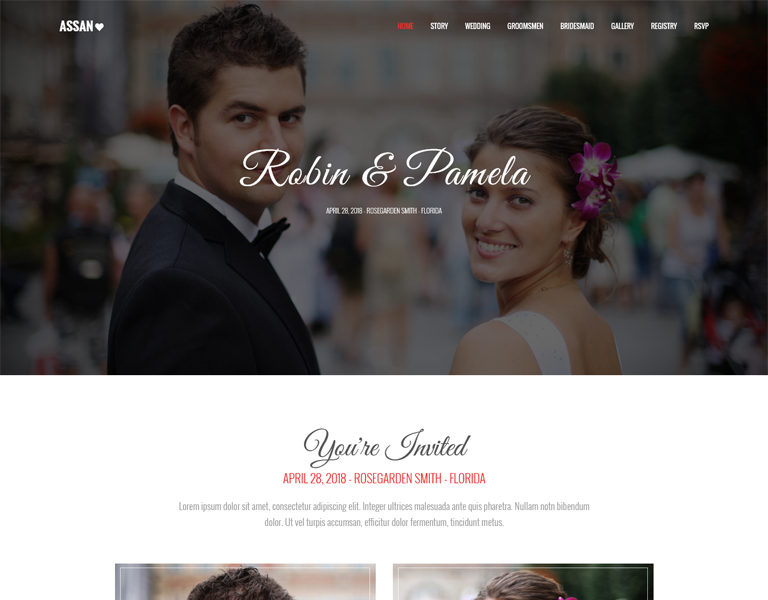 ASSAN
HOME STORY WEDDING GROOMSMEN BRIDESMAID GALLERY REGISTRY RSVP
Robin & Pamela
APRIL 28, 2018 - ROSEGARDEN SMITH - FLORIDA
You're Invited
APRIL 28, 2018 - ROSEGARDEN SMITH - FLORIDA
Lorem ipsum dolor sit amet, consectetur adipiscing elit. Integer ultrices malesuada ante quis pharetra. Nullam notn bibendum
dolor. Ut vel turpis accumsan, efficitur dolor fermentum, tincidunt metus.